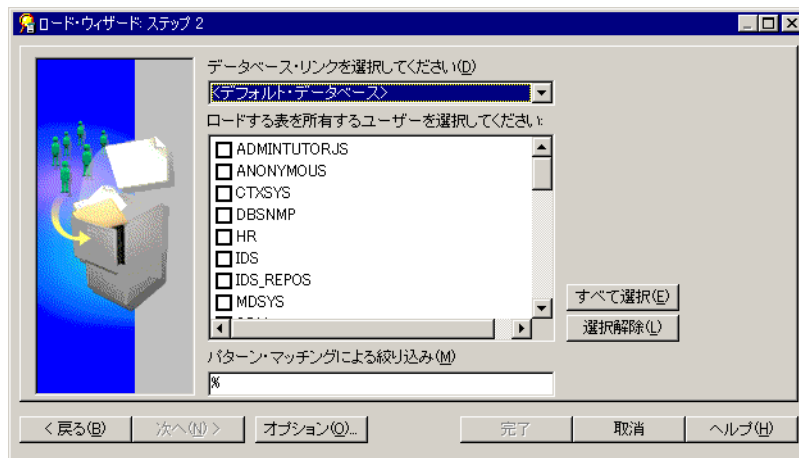 ロード・ウィザード: ステップ 2
データベース・リンクを選択してください(D)
<デフォルト・データベース>
ロードする表を所有するユーザーを選択してください:
ADMINTUTORJS
ANONYMOUS
CTXSYS
DBSNMP
HR
IDS
IDS_REPOS
MDSYS
すべて選択(E)
選択解除(L)
パターン・マッチングによる絞り込み(M)
%
< 戻る(B)
次へ(N) >
オプション(O)...
完了
取消
ヘルプ(H)